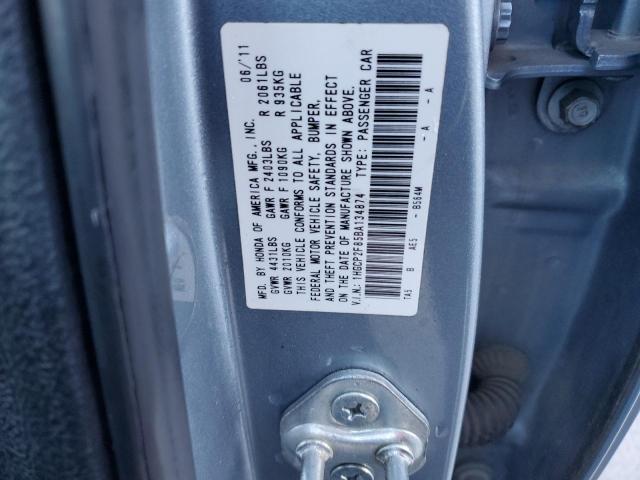 MFD. BY HONDA OF AMERICA MFG., INC. 06/'11
GVWR 4431LBS GAWR F 2403LBS R 2061LBS
GVWR 2010KG GAWR F 1090KG R 935KG
THIS VEHICLE CONFORMS TO ALL APPLICABLE
FEDERAL MOTOR VEHICLE SAFETY, BUMPER,
AND THEFT PREVENTION STANDARDS IN EFFECT
ON THE DATE OF MANUFACTURE SHOWN ABOVE.
V.I.N.: 1HGCP2F85BA134874 TYPE: PASSENGER CAR
TA5 B AE5 - B564M - A - A